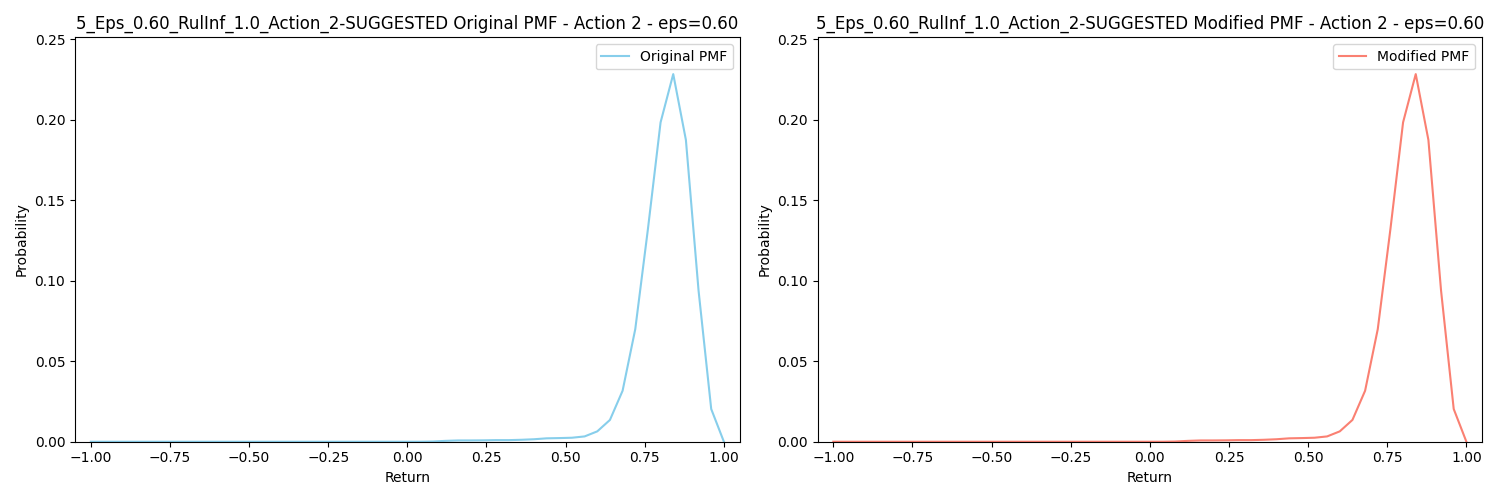 5_Eps_0.60_RulInf_1.0_Action_2-SUGGESTED Original PMF - Action 2 - eps=0.60
Original PMF
Probability
0.25
0.20
0.15
0.10
0.05
0.00
−1.00 −0.75 −0.50 −0.25 0.00 0.25 0.50 0.75 1.00
Return
5_Eps_0.60_RulInf_1.0_Action_2-SUGGESTED Modified PMF - Action 2 - eps=0.60
Modified PMF
Probability
0.25
0.20
0.15
0.10
0.05
0.00
−1.00 −0.75 −0.50 −0.25 0.00 0.25 0.50 0.75 1.00
Return